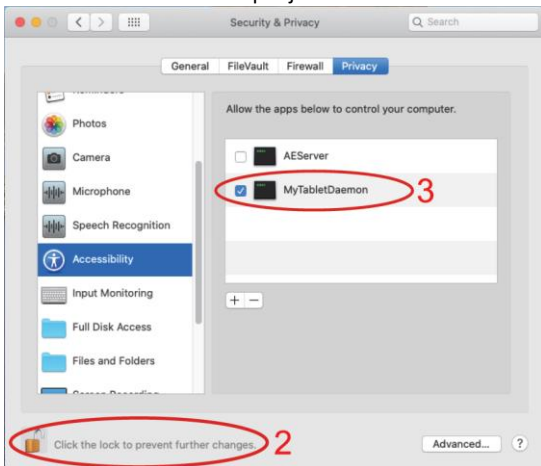 Security & Privacy
Search
General FileVault Firewall Privacy
Photos
Camera
Microphone
Speech Recognition
Accessibility
Input Monitoring
Full Disk Access
Files and Folders
Allow the apps below to control your computer.
AEServer
MyTabletDaemon
3
+ −
Click the lock to prevent further changes.
2
Advanced...
?